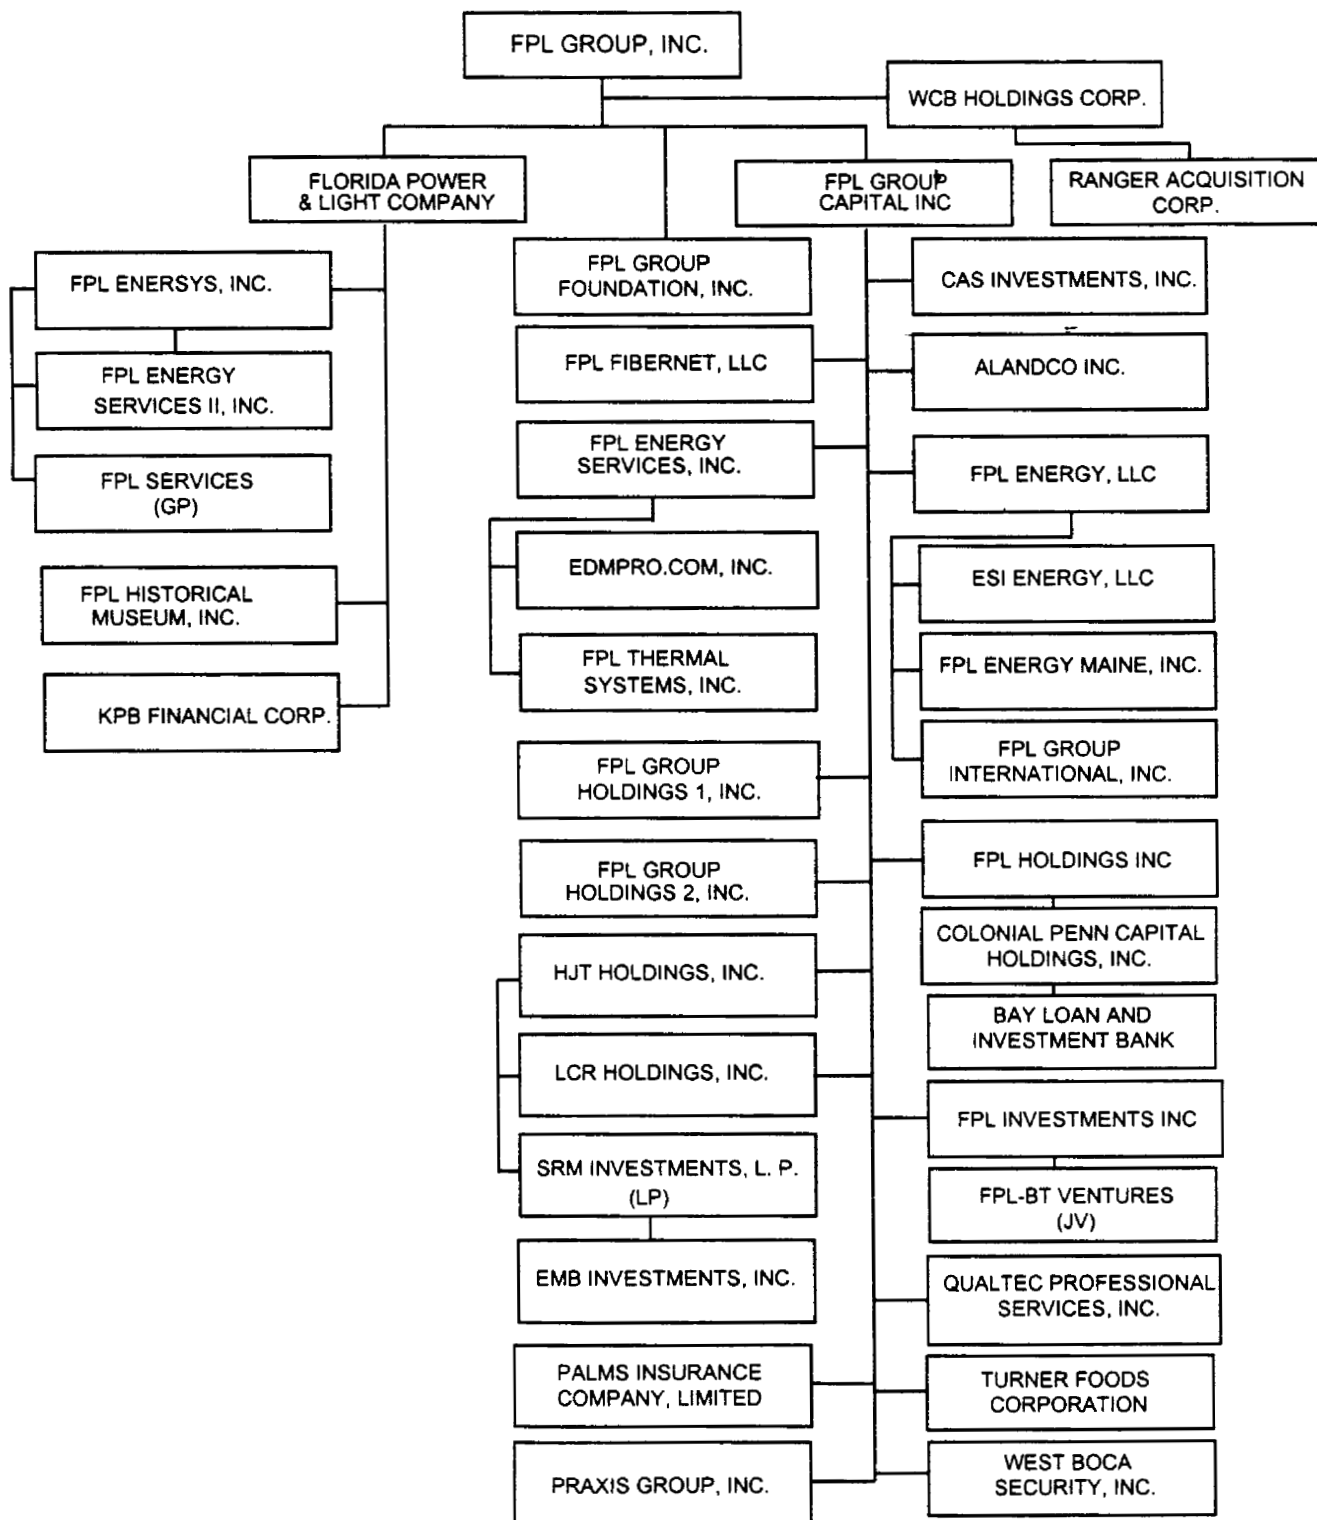 FPL GROUP, INC.
WCB HOLDINGS CORP.
FLORIDA POWER
& LIGHT COMPANY
FPL GROUP
CAPITAL INC
RANGER ACQUISITION
CORP.
FPL ENERSYS, INC.
FPL ENERGY
SERVICES II, INC.
FPL SERVICES
(GP)
FPL HISTORICAL
MUSEUM, INC.
KPB FINANCIAL CORP.
FPL GROUP
FOUNDATION, INC.
FPL FIBERNET, LLC
FPL ENERGY
SERVICES, INC.
EDMPRO.COM, INC.
FPL THERMAL
SYSTEMS, INC.
FPL GROUP
HOLDINGS 1, INC.
FPL GROUP
HOLDINGS 2, INC.
HJT HOLDINGS, INC.
LCR HOLDINGS, INC.
SRM INVESTMENTS, L. P.
(LP)
EMB INVESTMENTS, INC.
PALMS INSURANCE
COMPANY, LIMITED
PRAXIS GROUP, INC.
CAS INVESTMENTS, INC.
ALANDCO INC.
FPL ENERGY, LLC
ESI ENERGY, LLC
FPL ENERGY MAINE, INC.
FPL GROUP
INTERNATIONAL, INC.
FPL HOLDINGS INC
COLONIAL PENN CAPITAL
HOLDINGS, INC.
BAY LOAN AND
INVESTMENT BANK
FPL INVESTMENTS INC
FPL-BT VENTURES
(JV)
QUALTEC PROFESSIONAL
SERVICES, INC.
TURNER FOODS
CORPORATION
WEST BOCA
SECURITY, INC.